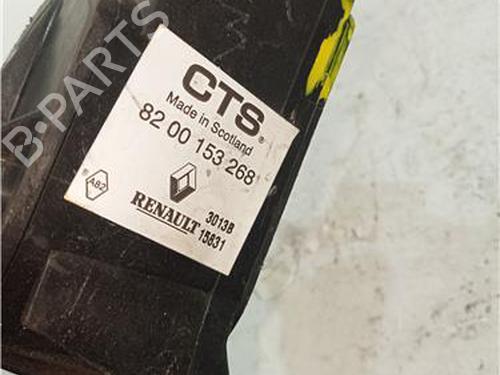 CTS
Made in Scotland
82 00 153 268
A82
RENAULT
3013B
15831
B-PARTS